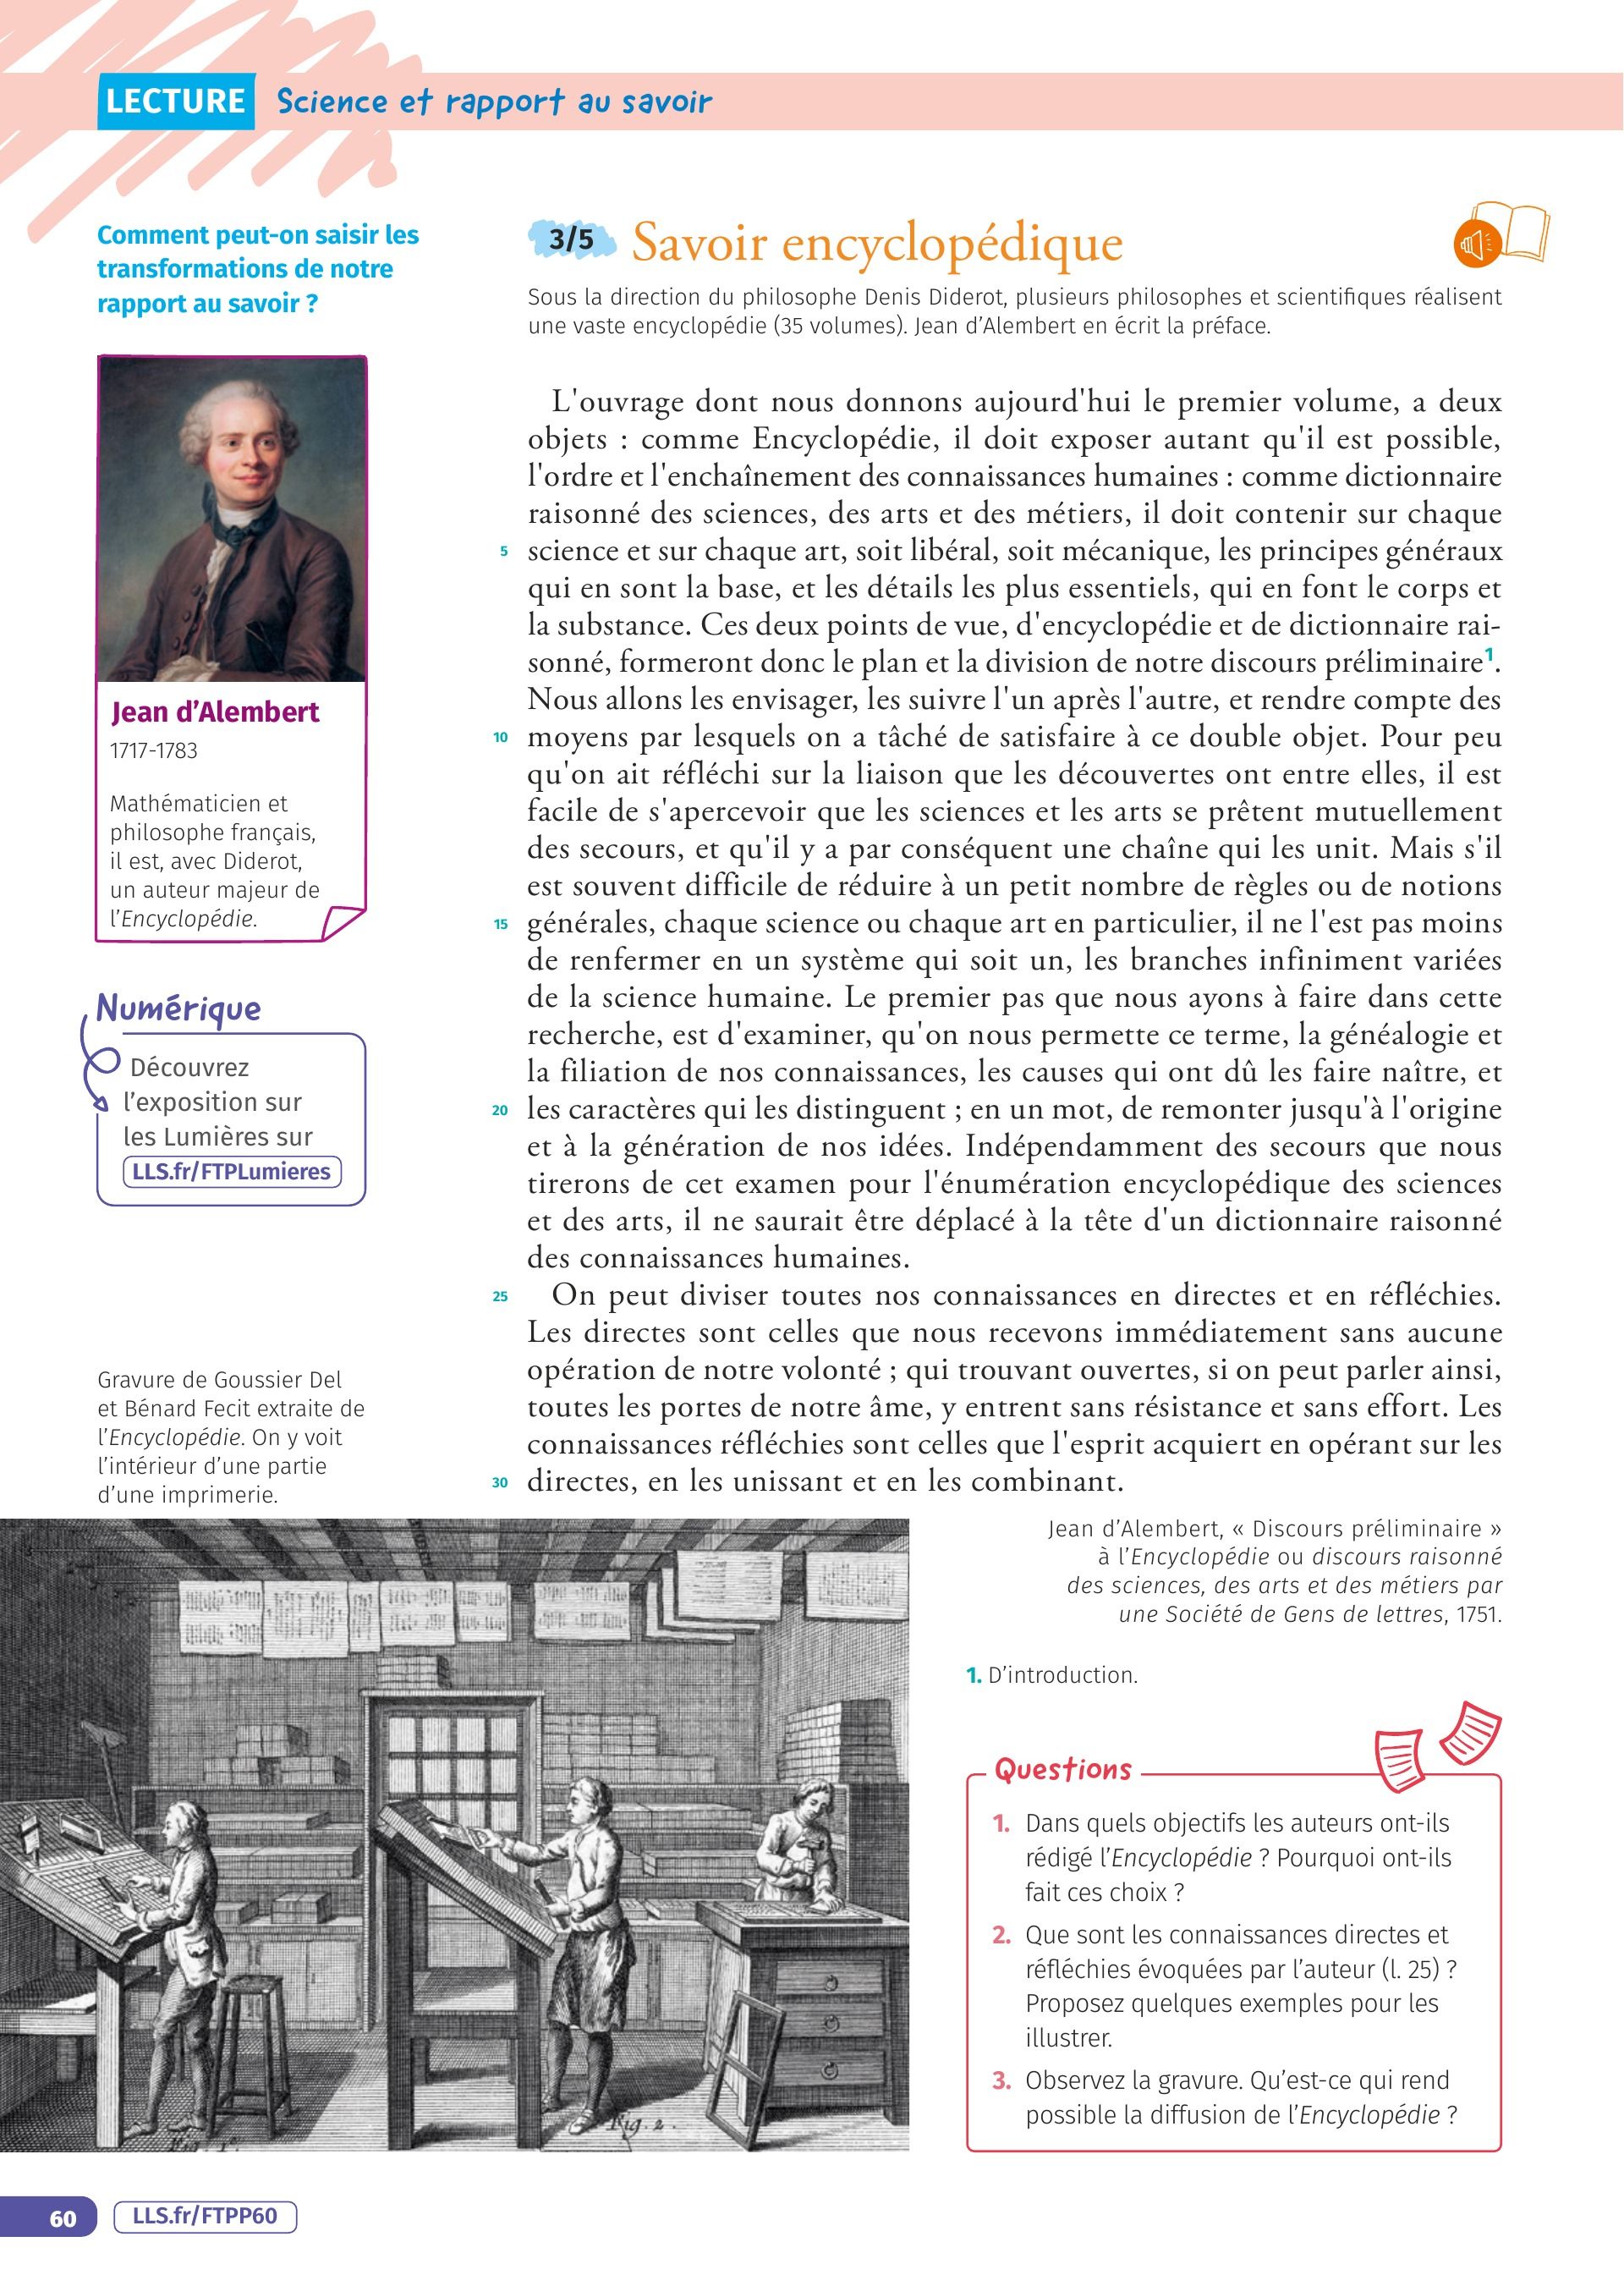 LECTURE Science et rapport au savoir
Comment peut-on saisir les
transformations de notre
rapport au savoir ?
Jean d’Alembert
1717-1783
Mathématicien et
philosophe français,
il est, avec Diderot,
un auteur majeur de
l’Encyclopédie.
Numérique
Découvrez
l’exposition sur
les Lumières sur
LLS.fr/FTPLumieres
3/5 Savoir encyclopédique
Sous la direction du philosophe Denis Diderot, plusieurs philosophes et scientifiques réalisent
une vaste encyclopédie (35 volumes). Jean d’Alembert en écrit la préface.
L'ouvrage dont nous donnons aujourd'hui le premier volume, a deux
objets : comme Encyclopédie, il doit exposer autant qu'il est possible,
l'ordre et l'enchaînement des connaissances humaines : comme dictionnaire
raisonné des sciences, des arts et des métiers, il doit contenir sur chaque
5 science et sur chaque art, soit libéral, soit mécanique, les principes généraux
qui en sont la base, et les détails les plus essentiels, qui en font le corps et
la substance. Ces deux points de vue, d'encyclopédie et de dictionnaire rai-
sonné, formeront donc le plan et la division de notre discours préliminaire1.
Nous allons les envisager, les suivre l'un après l'autre, et rendre compte des
10 moyens par lesquels on a tâché de satisfaire à ce double objet. Pour peu
qu'on ait réfléchi sur la liaison que les découvertes ont entre elles, il est
facile de s'apercevoir que les sciences et les arts se prêtent mutuellement
des secours, et qu'il y a par conséquent une chaîne qui les unit. Mais s'il
est souvent difficile de réduire à un petit nombre de règles ou de notions
15 générales, chaque science ou chaque art en particulier, il ne l'est pas moins
de renfermer en un système qui soit un, les branches infiniment variées
de la science humaine. Le premier pas que nous ayons à faire dans cette
recherche, est d'examiner, qu'on nous permette ce terme, la généalogie et
la filiation de nos connaissances, les causes qui ont dû les faire naître, et
20 les caractères qui les distinguent ; en un mot, de remonter jusqu'à l'origine
et à la génération de nos idées. Indépendamment des secours que nous
tirerons de cet examen pour l'énumération encyclopédique des sciences
et des arts, il ne saurait être déplacé à la tête d'un dictionnaire raisonné
des connaissances humaines.
25 On peut diviser toutes nos connaissances en directes et en réfléchies.
Les directes sont celles que nous recevons immédiatement sans aucune
opération de notre volonté ; qui trouvant ouvertes, si on peut parler ainsi,
toutes les portes de notre âme, y entrent sans résistance et sans effort. Les
connaissances réfléchies sont celles que l'esprit acquiert en opérant sur les
30 directes, en les unissant et en les combinant.
Jean d’Alembert, « Discours préliminaire »
à l’Encyclopédie ou discours raisonné
des sciences, des arts et des métiers par
une Société de Gens de lettres, 1751.
1. D’introduction.
Gravure de Goussier Del
et Bénard Fecit extraite de
l’Encyclopédie. On y voit
l’intérieur d’une partie
d’une imprimerie.
Fig. 2.
Questions
1. Dans quels objectifs les auteurs ont-ils
rédigé l’Encyclopédie ? Pourquoi ont-ils
fait ces choix ?
2. Que sont les connaissances directes et
réfléchies évoquées par l’auteur (l. 25) ?
Proposez quelques exemples pour les
illustrer.
3. Observez la gravure. Qu’est-ce qui rend
possible la diffusion de l’Encyclopédie ?
60 LLS.fr/FTPP60